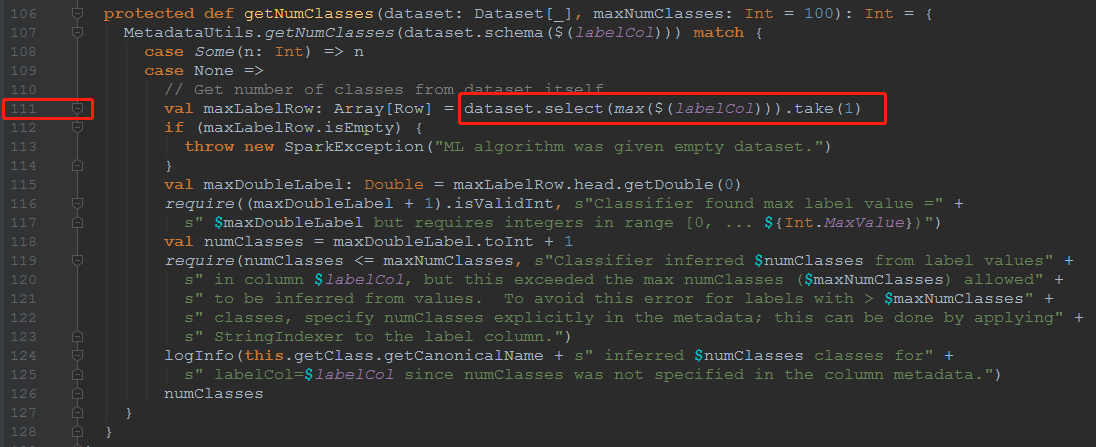 106 protected def getNumClasses(dataset: Dataset[_], maxNumClasses: Int = 100): Int = {
107 MetadataUtils.getNumClasses(dataset.schema($(labelCol))) match {
108 case Some(n: Int) => n
109 case None =>
110 // Get number of classes from dataset itself
111 val maxLabelRow: Array[Row] = dataset.select(max($(labelCol))).take(1)
112 if (maxLabelRow.isEmpty) {
113 throw new SparkException("ML algorithm was given empty dataset.")
114 }
115 val maxDoubleLabel: Double = maxLabelRow.head.getDouble(0)
116 require((maxDoubleLabel + 1).isValidInt, s"Classifier found max label value =" +
117 s" $maxDoubleLabel but requires integers in range [0, ... ${Int.MaxValue})")
118 val numClasses = maxDoubleLabel.toInt + 1
119 require(numClasses <= maxNumClasses, s"Classifier inferred $numClasses from label values" +
120 s" in column $labelCol, but this exceeded the max numClasses ($maxNumClasses) allowed" +
121 s" to be inferred from values.  To avoid this error for labels with > $maxNumClasses" +
122 s" classes, specify numClasses explicitly in the metadata; this can be done by applying" +
123 s" StringIndexer to the label column.")
124 logInfo(this.getClass.getCanonicalName + s" inferred $numClasses classes for" +
125 s" labelCol=$labelCol since numClasses was not specified in the column metadata.")
126 numClasses
127 }
128 }